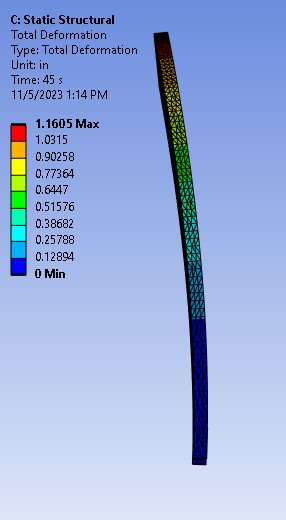 C: Static Structural
Total Deformation
Type: Total Deformation
Unit: in
Time: 45 s
11/5/2023 1:14 PM
1.1605 Max
1.0315
0.90258
0.77364
0.6447
0.51576
0.38682
0.25788
0.12894
0 Min